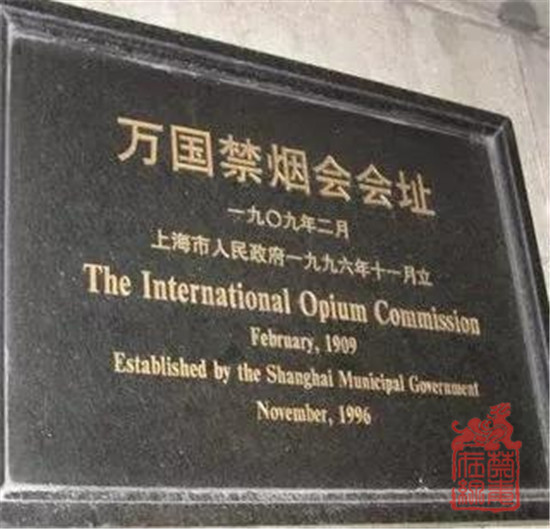 万国禁烟会会址
一九〇九年二月
上海市人民政府一九九六年十一月立
The International Opium Commission
February, 1909
Established by the Shanghai Municipal Government
November, 1996